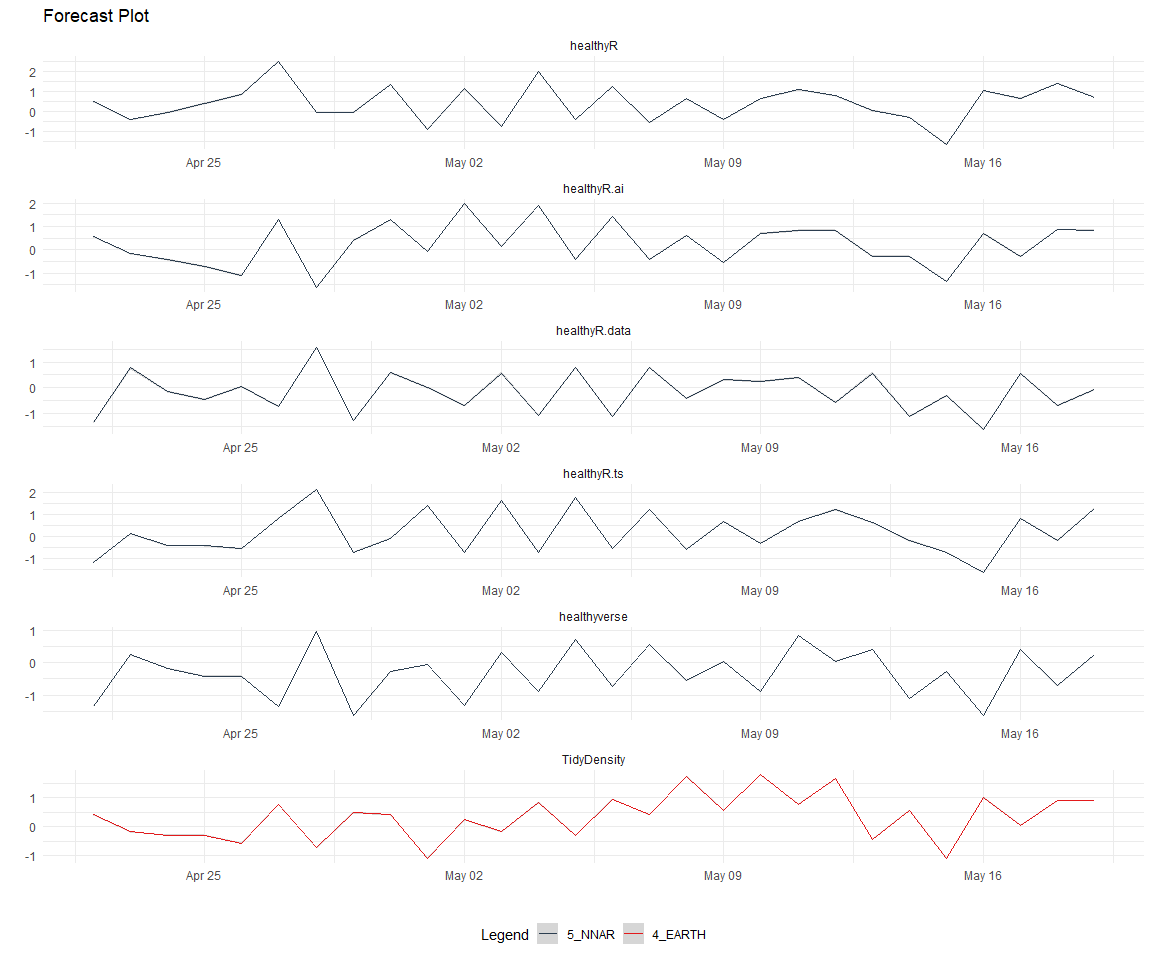 Forecast Plot
healthyR
2
1
0
-1
Apr 25 May 02 May 09 May 16
healthyR.ai
2
1
0
-1
Apr 25 May 02 May 09 May 16
healthyR.data
1
0
-1
Apr 25 May 02 May 09 May 16
healthyR.ts
2
1
0
-1
Apr 25 May 02 May 09 May 16
healthyverse
1
0
-1
Apr 25 May 02 May 09 May 16
TidyDensity
1
0
-1
Apr 25 May 02 May 09 May 16
Legend 5_NNAR 4_EARTH